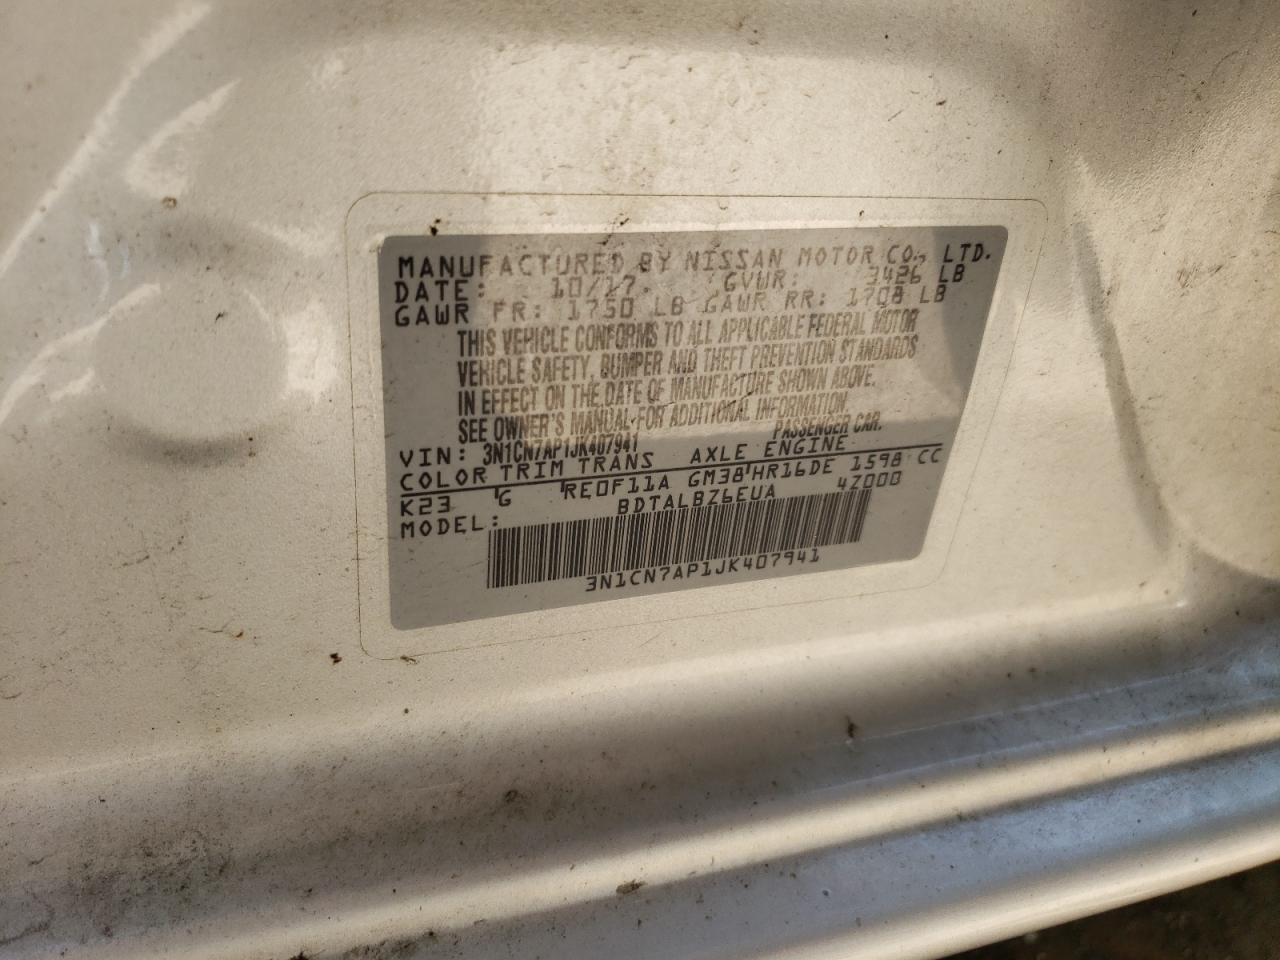 MANUFACTURED BY NISSAN MOTOR CO., LTD.
DATE: 10/17 GVWR: 3426 LB
GAWR FR: 1750 LB GAWR RR: 1708 LB
THIS VEHICLE CONFORMS TO ALL APPLICABLE FEDERAL MOTOR
VEHICLE SAFETY, BUMPER AND THEFT PREVENTION STANDARDS
IN EFFECT ON THE DATE OF MANUFACTURE SHOWN ABOVE.
SEE OWNER'S MANUAL FOR ADDITIONAL INFORMATION.
VIN: 3N1CN7AP1JK407941 PASSENGER CAR.
COLOR TRIM TRANS AXLE ENGINE
K23 G RE0F11A GM38 HR16DE 1598 CC
MODEL: BDTALBZ6EUA 4Z000
3N1CN7AP1JK407941